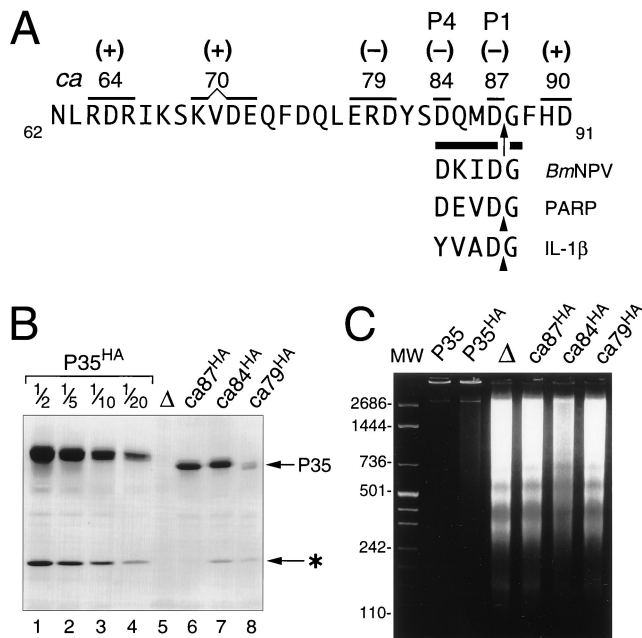 A
P4 P1
(+) (+) (−) (−) (−) (+)
ca 64 70 79 84 87 90
62 NLRDRIKSKVDEQFDQLERDYSDQMDGFHD 91
DKIDG BmNPV
DEVDG PARP
YVADG IL-1β
B
P35HA
1/2 1/5 1/10 1/20 Δ ca87HA ca84HA ca79HA
P35
*
1 2 3 4 5 6 7 8
C
MW P35 P35HA Δ ca87HA ca84HA ca79HA
2686-
1444-
736-
501-
242-
110-